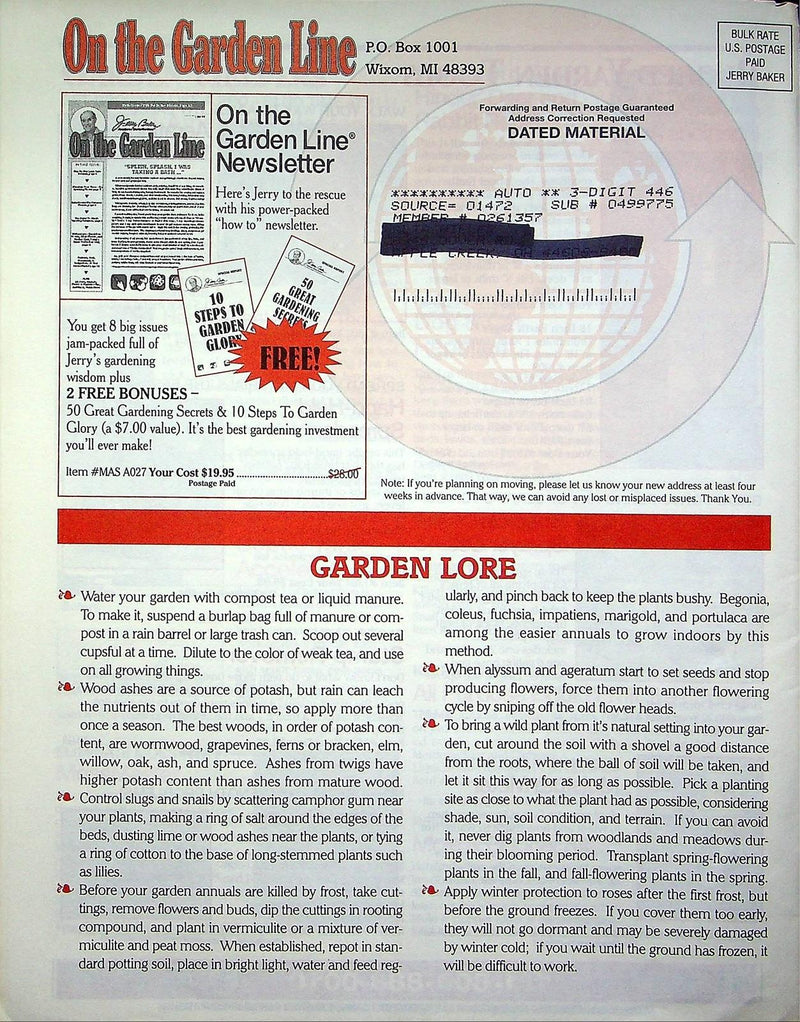 On the Garden Line
P.O. Box 1001
Wixom, MI 48393
BULK RATE
U.S. POSTAGE
PAID
JERRY BAKER
On the Garden Line
"SPLISH, SPLASH, I WAS
TAKING A BATH ..."
On the
Garden Line®
Newsletter
Here's Jerry to the rescue
with his power-packed
"how to" newsletter.
10
STEPS TO
GARDEN
GLORY
50
GREAT
GARDENING
SECRETS
FREE!
You get 8 big issues
jam-packed full of
Jerry's gardening
wisdom plus
2 FREE BONUSES –
50 Great Gardening Secrets & 10 Steps To Garden
Glory (a $7.00 value). It's the best gardening investment
you'll ever make!
Item #MAS A027 Your Cost $19.95 ..............................$28.00
Postage Paid
Forwarding and Return Postage Guaranteed
Address Correction Requested
DATED MATERIAL
********** AUTO ** 3-DIGIT 446
SOURCE= 01472 SUB # 0499775
MEMBER # 0261357
Note: If you're planning on moving, please let us know your new address at least four
weeks in advance. That way, we can avoid any lost or misplaced issues. Thank You.
GARDEN LORE
Water your garden with compost tea or liquid manure.
To make it, suspend a burlap bag full of manure or com-
post in a rain barrel or large trash can. Scoop out several
cupsful at a time. Dilute to the color of weak tea, and use
on all growing things.
Wood ashes are a source of potash, but rain can leach
the nutrients out of them in time, so apply more than
once a season. The best woods, in order of potash con-
tent, are wormwood, grapevines, ferns or bracken, elm,
willow, oak, ash, and spruce. Ashes from twigs have
higher potash content than ashes from mature wood.
Control slugs and snails by scattering camphor gum near
your plants, making a ring of salt around the edges of the
beds, dusting lime or wood ashes near the plants, or tying
a ring of cotton to the base of long-stemmed plants such
as lilies.
Before your garden annuals are killed by frost, take cut-
tings, remove flowers and buds, dip the cuttings in rooting
compound, and plant in vermiculite or a mixture of ver-
miculite and peat moss. When established, repot in stan-
dard potting soil, place in bright light, water and feed reg-
ularly, and pinch back to keep the plants bushy. Begonia,
coleus, fuchsia, impatiens, marigold, and portulaca are
among the easier annuals to grow indoors by this
method.
When alyssum and ageratum start to set seeds and stop
producing flowers, force them into another flowering
cycle by sniping off the old flower heads.
To bring a wild plant from it's natural setting into your gar-
den, cut around the soil with a shovel a good distance
from the roots, where the ball of soil will be taken, and
let it sit this way for as long as possible. Pick a planting
site as close to what the plant had as possible, considering
shade, sun, soil condition, and terrain. If you can avoid
it, never dig plants from woodlands and meadows dur-
ing their blooming period. Transplant spring-flowering
plants in the fall, and fall-flowering plants in the spring.
Apply winter protection to roses after the first frost, but
before the ground freezes. If you cover them too early,
they will not go dormant and may be severely damaged
by winter cold; if you wait until the ground has frozen, it
will be difficult to work.